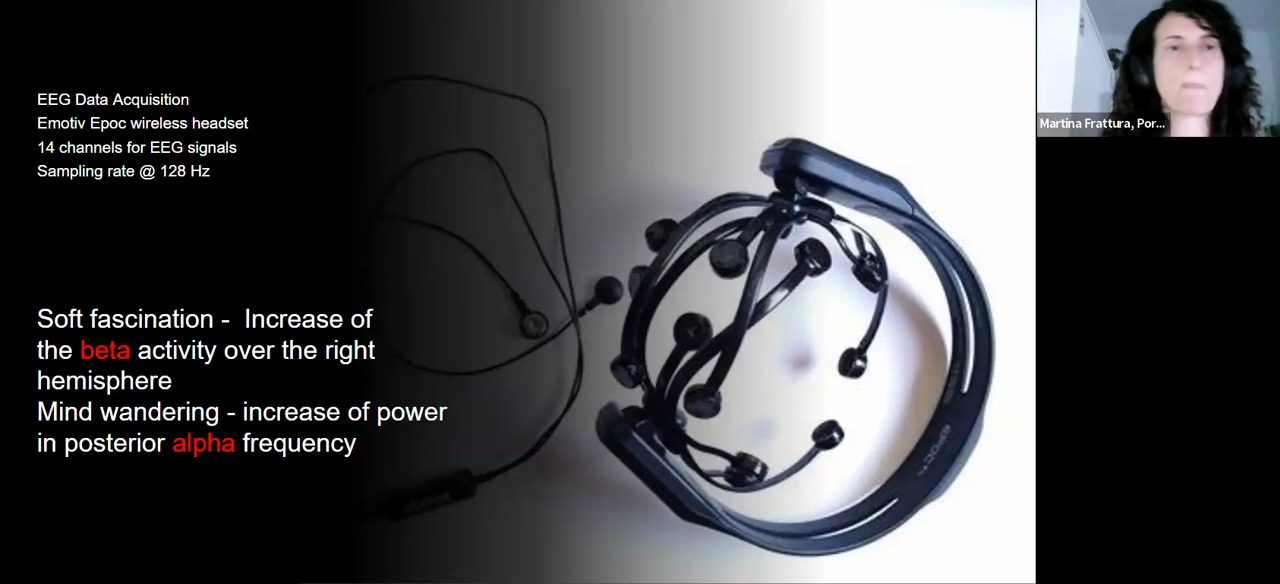 EEG Data Acquisition
Emotiv Epoc wireless headset
14 channels for EEG signals
Sampling rate @ 128 Hz
Soft fascination - Increase of
the beta activity over the right
hemisphere
Mind wandering - increase of power
in posterior alpha frequency
Martina Frattura, Por...
EPOC